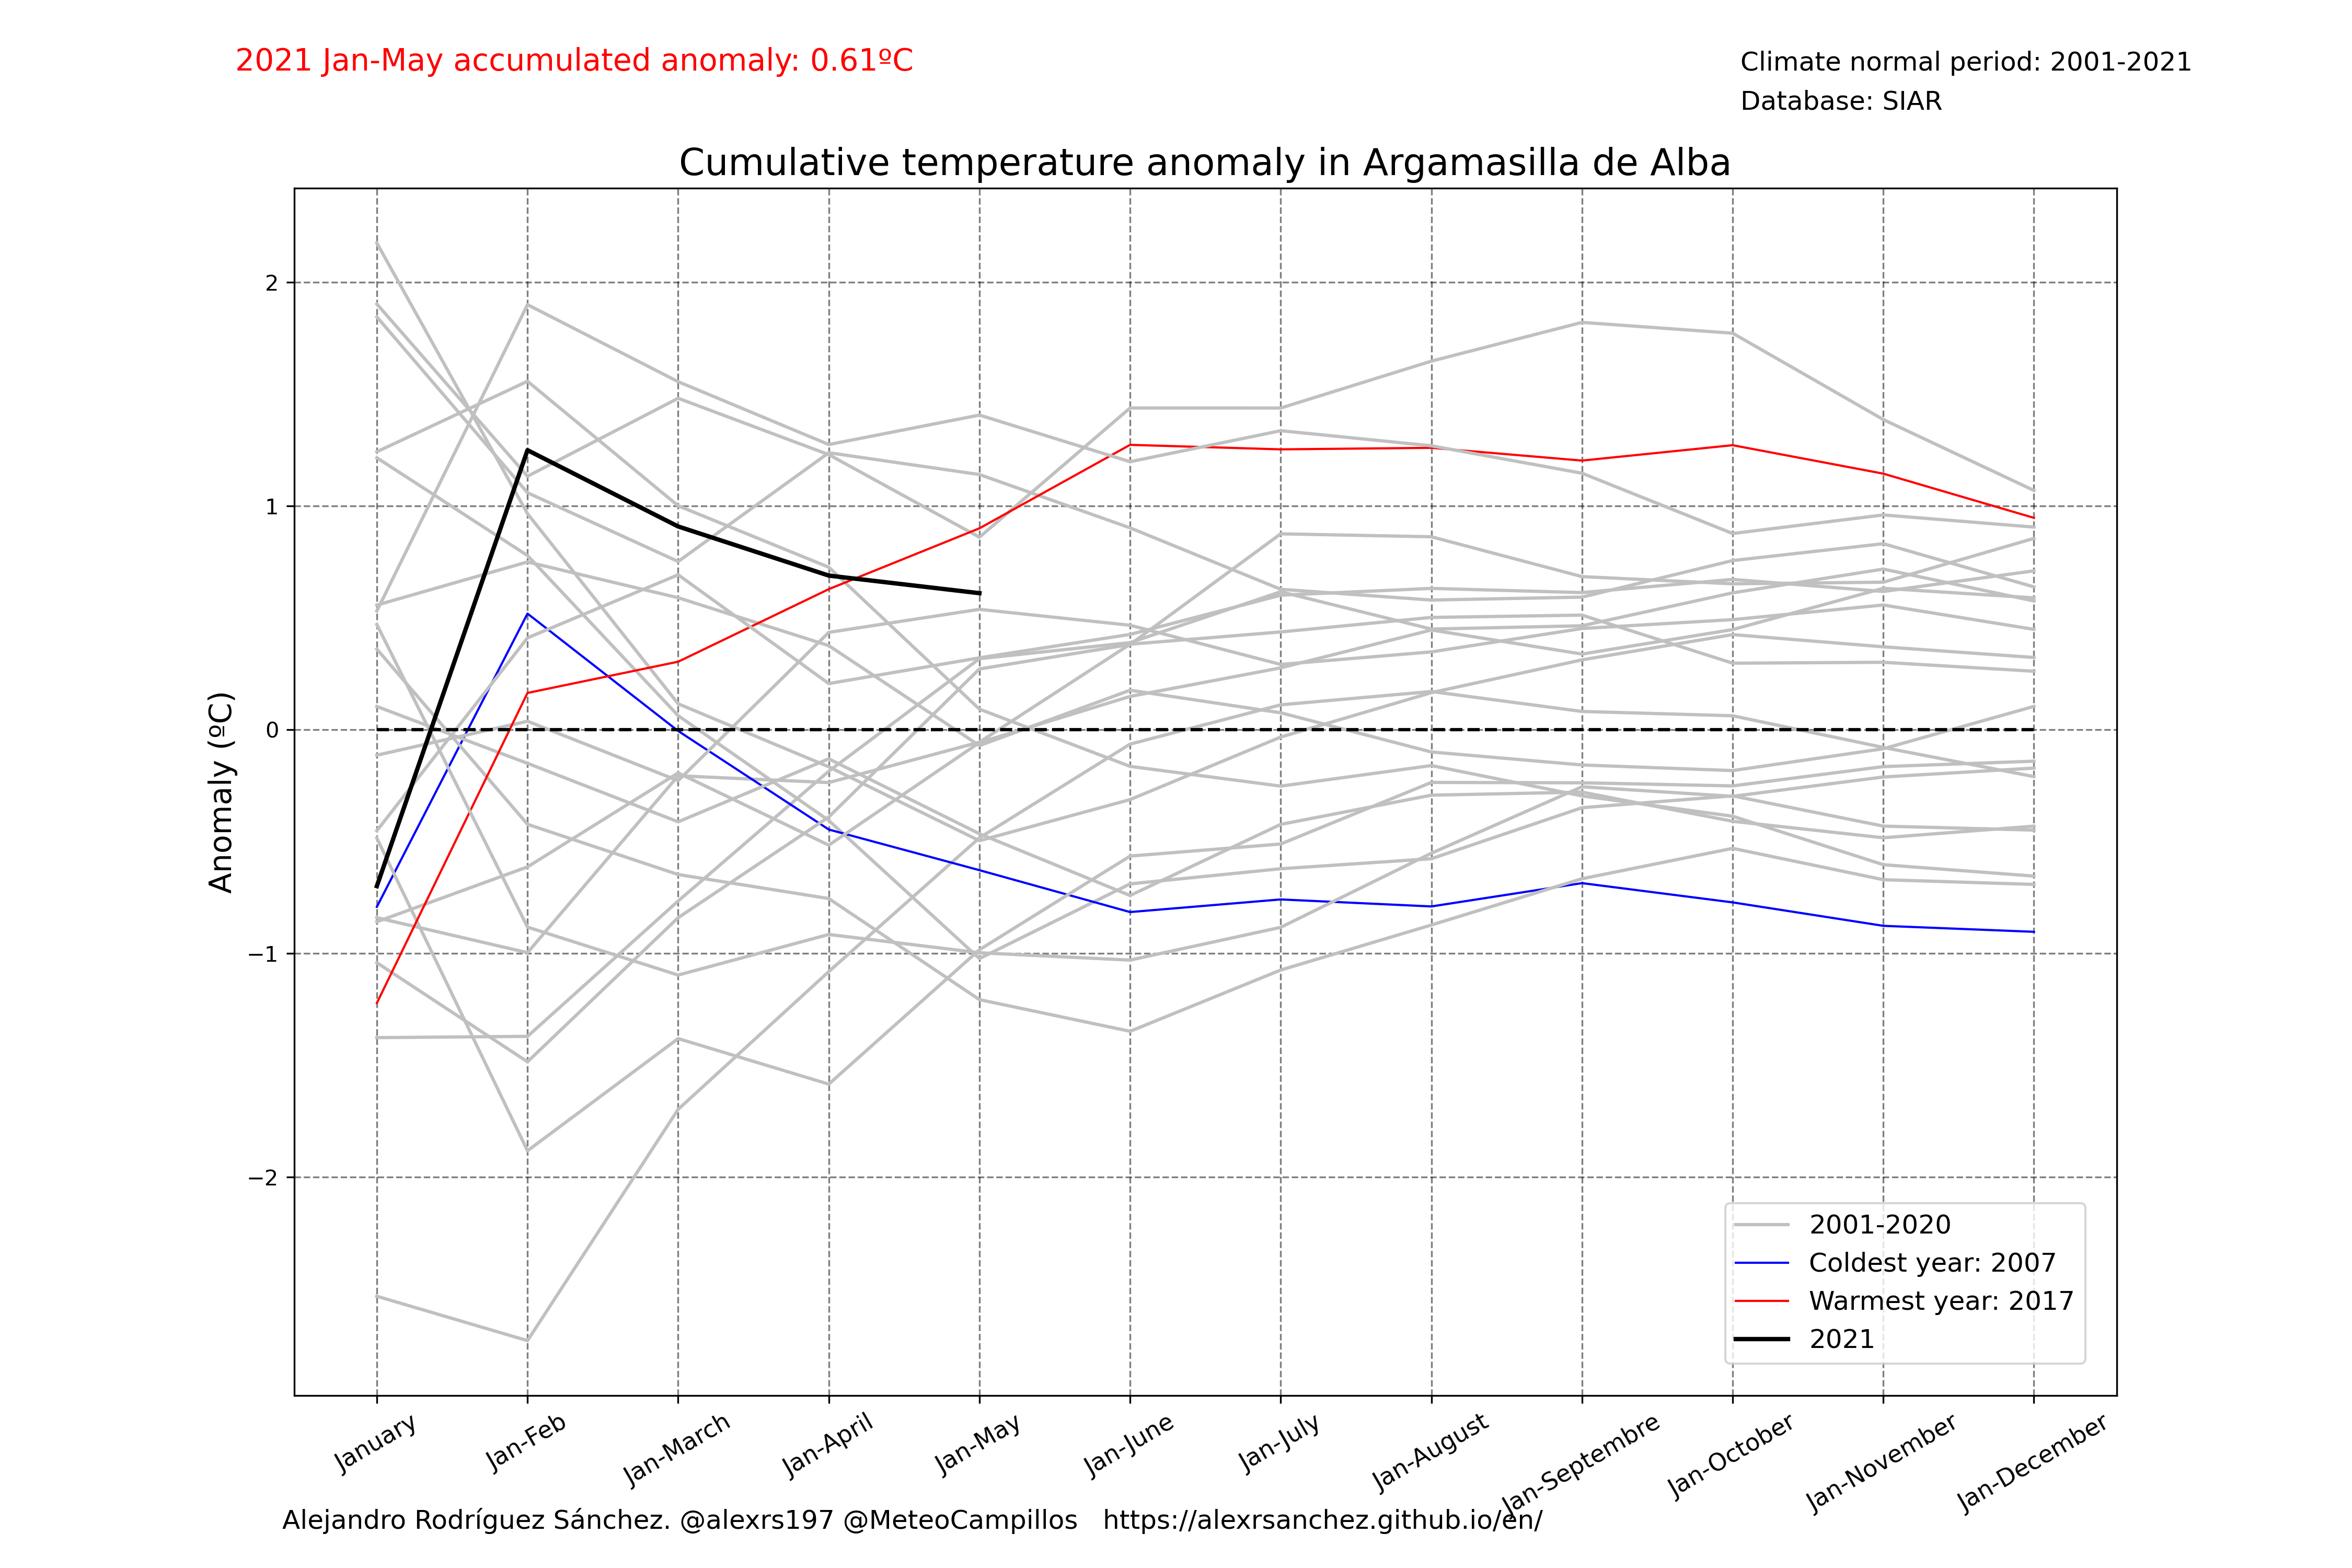 2021 Jan-May accumulated anomaly: 0.61ºC
Climate normal period: 2001-2021
Database: SIAR
Cumulative temperature anomaly in Argamasilla de Alba
Anomaly (ºC)
2
1
0
−1
−2
2001-2020
Coldest year: 2007
Warmest year: 2017
2021
January
Jan-Feb
Jan-March
Jan-April
Jan-May
Jan-June
Jan-July
Jan-August
Jan-Septembre
Jan-October
Jan-November
Jan-December
Alejandro Rodríguez Sánchez. @alexrs197 @MeteoCampillos   https://alexrsanchez.github.io/en/